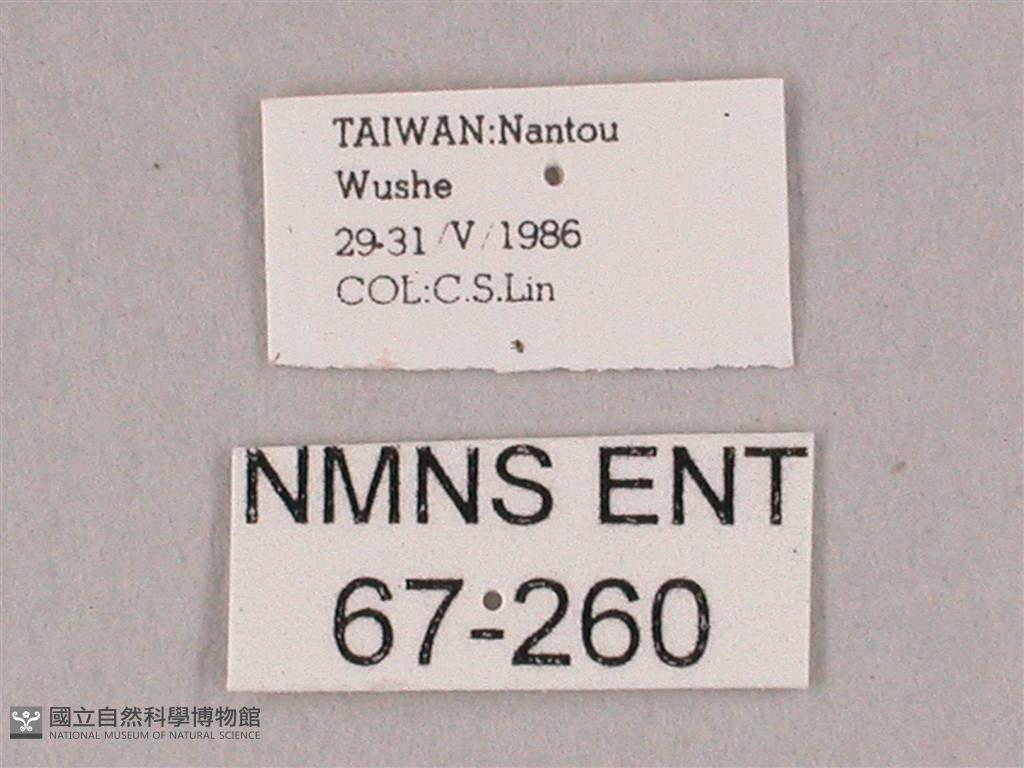 TAIWAN:Nantou
Wushe
29-31/V/1986
COL:C.S.Lin
NMNS ENT
67-260
國立自然科學博物館
NATIONAL MUSEUM OF NATURAL SCIENCE